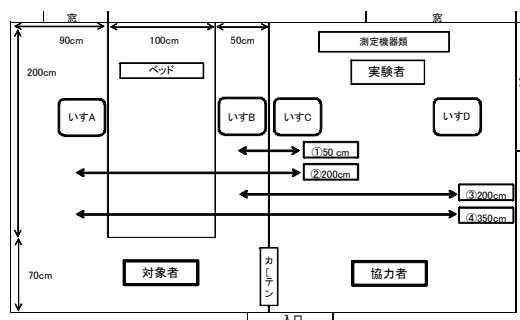 窓
窓
90cm
100cm
50cm
測定機器類
200cm
ベッド
実験者
いすA
いすB
いすC
いすD
①50 cm
②200cm
③200cm
④350cm
70cm
対象者
カーテン
協力者
入口